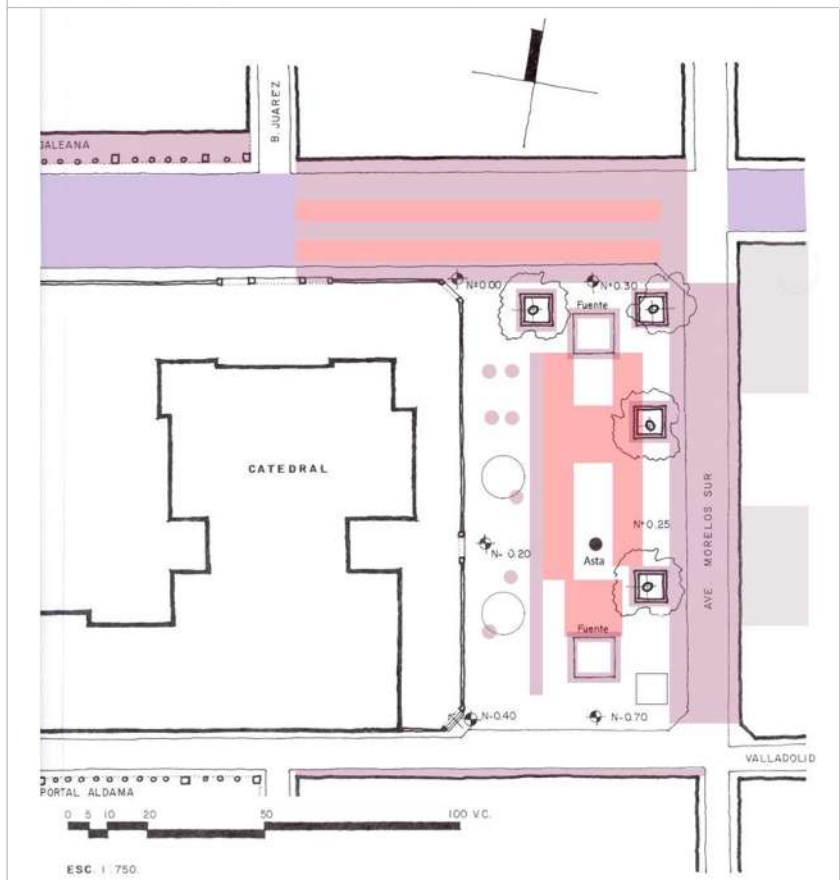 B. JUAREZ
JALEANA
N±0.00
N+0.30
Fuente
CATEDRAL
AVE. MORELOS SUR
N+0.25
N- 0.20
Asta
Fuente
N-0.40
N-0.70
VALLADOLID
PORTAL ALDAMA
0 5 10 20 50 100 V.C.
ESC. 1:750.